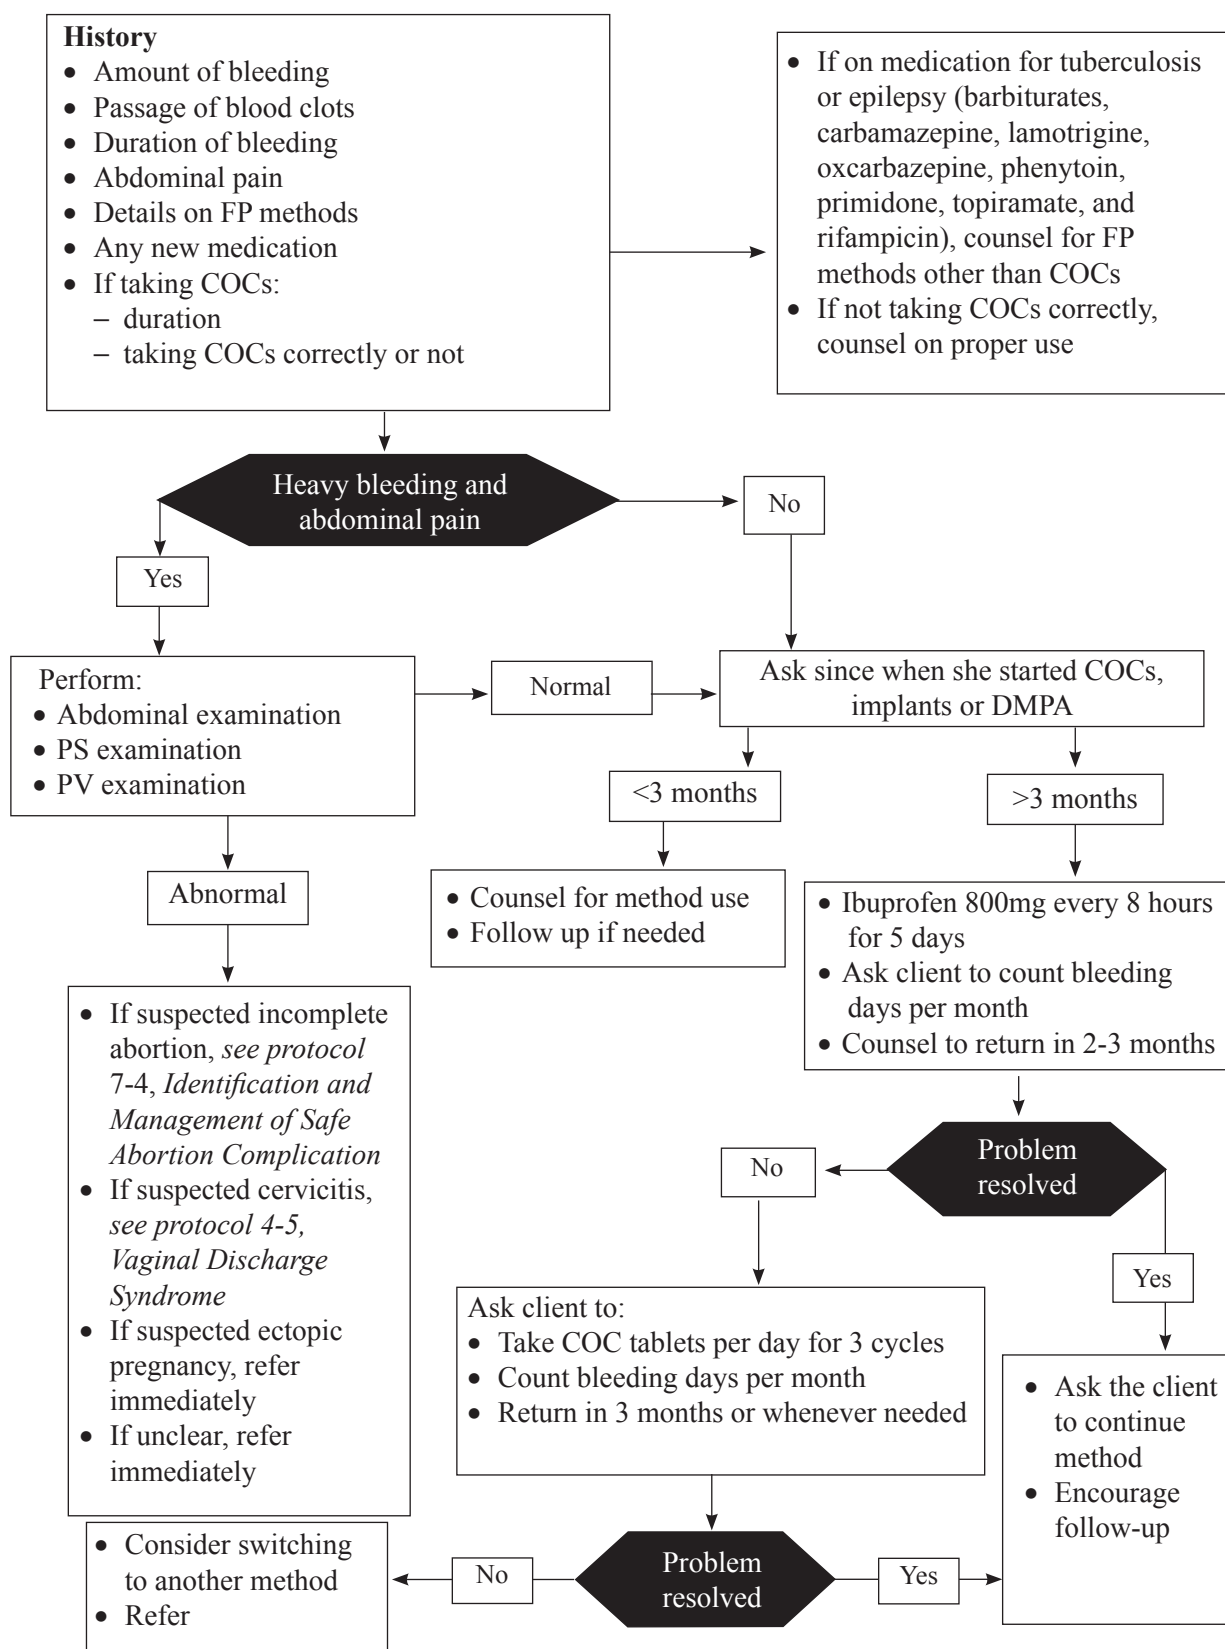 History
• Amount of bleeding
• Passage of blood clots
• Duration of bleeding
• Abdominal pain
• Details on FP methods
• Any new medication
• If taking COCs:
– duration
– taking COCs correctly or not
• If on medication for tuberculosis
or epilepsy (barbiturates,
carbamazepine, lamotrigine,
oxcarbazepine, phenytoin,
primidone, topiramate, and
rifampicin), counsel for FP
methods other than COCs
• If not taking COCs correctly,
counsel on proper use
Heavy bleeding and
abdominal pain
No
Yes
Perform:
• Abdominal examination
• PS examination
• PV examination
Normal
Ask since when she started COCs,
implants or DMPA
<3 months
>3 months
Abnormal
• Counsel for method use
• Follow up if needed
• Ibuprofen 800mg every 8 hours
for 5 days
• Ask client to count bleeding
days per month
• Counsel to return in 2-3 months
• If suspected incomplete
abortion, see protocol
7-4, Identification and
Management of Safe
Abortion Complication
• If suspected cervicitis,
see protocol 4-5,
Vaginal Discharge
Syndrome
• If suspected ectopic
pregnancy, refer
immediately
• If unclear, refer
immediately
Problem
resolved
No
Yes
Ask client to:
• Take COC tablets per day for 3 cycles
• Count bleeding days per month
• Return in 3 months or whenever needed
• Ask the client
to continue
method
• Encourage
follow-up
Problem
resolved
No
Yes
• Consider switching
to another method
• Refer